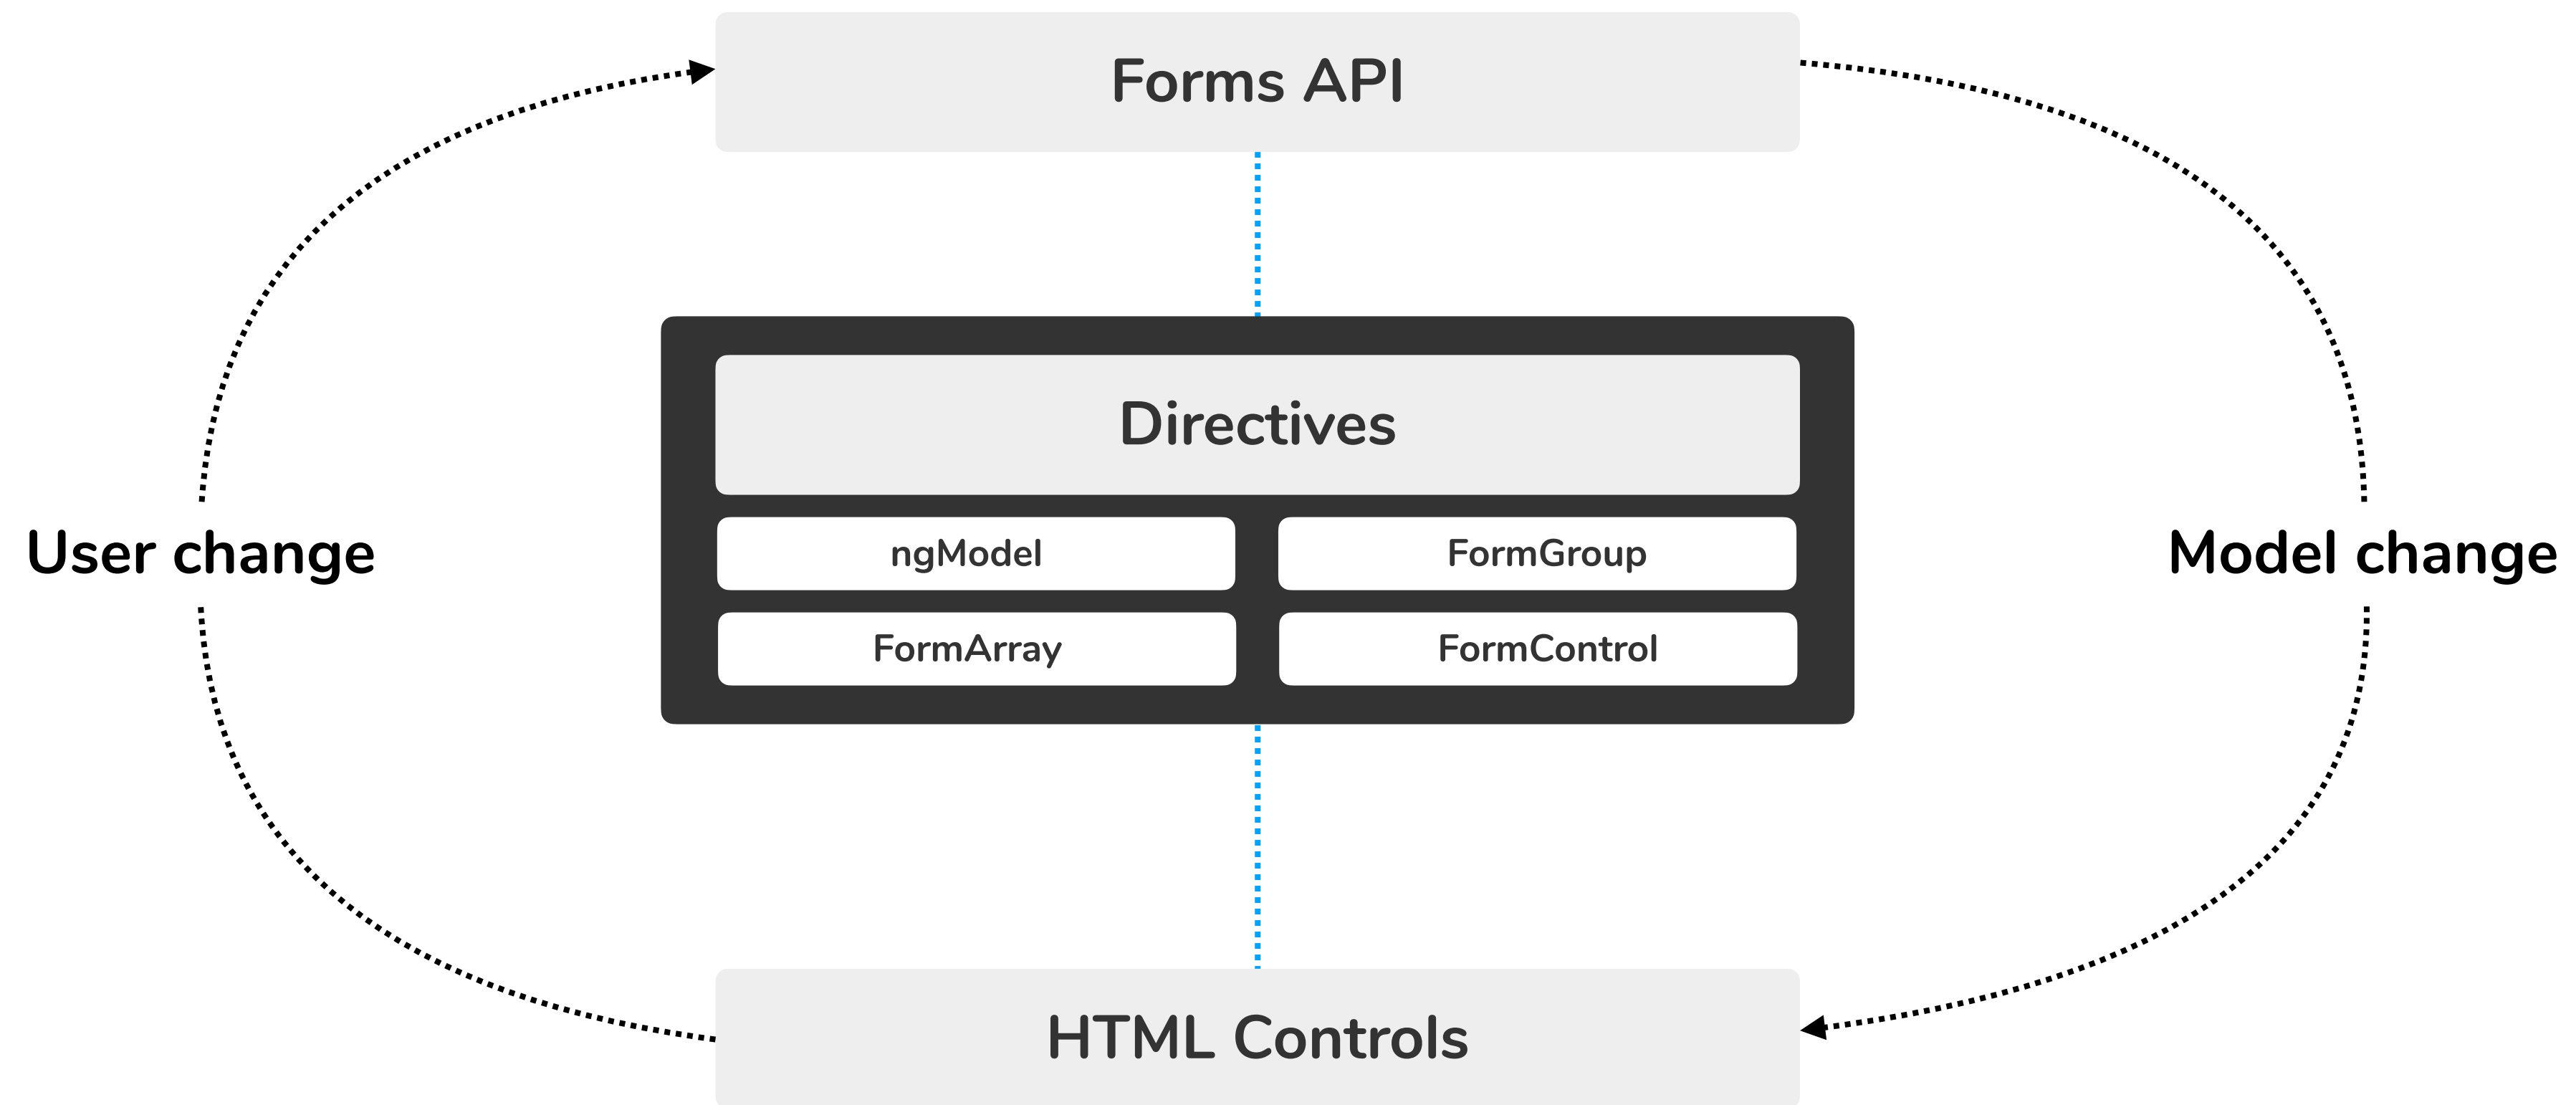 Forms API
Directives
ngModel
FormGroup
FormArray
FormControl
User change
Model change
HTML Controls